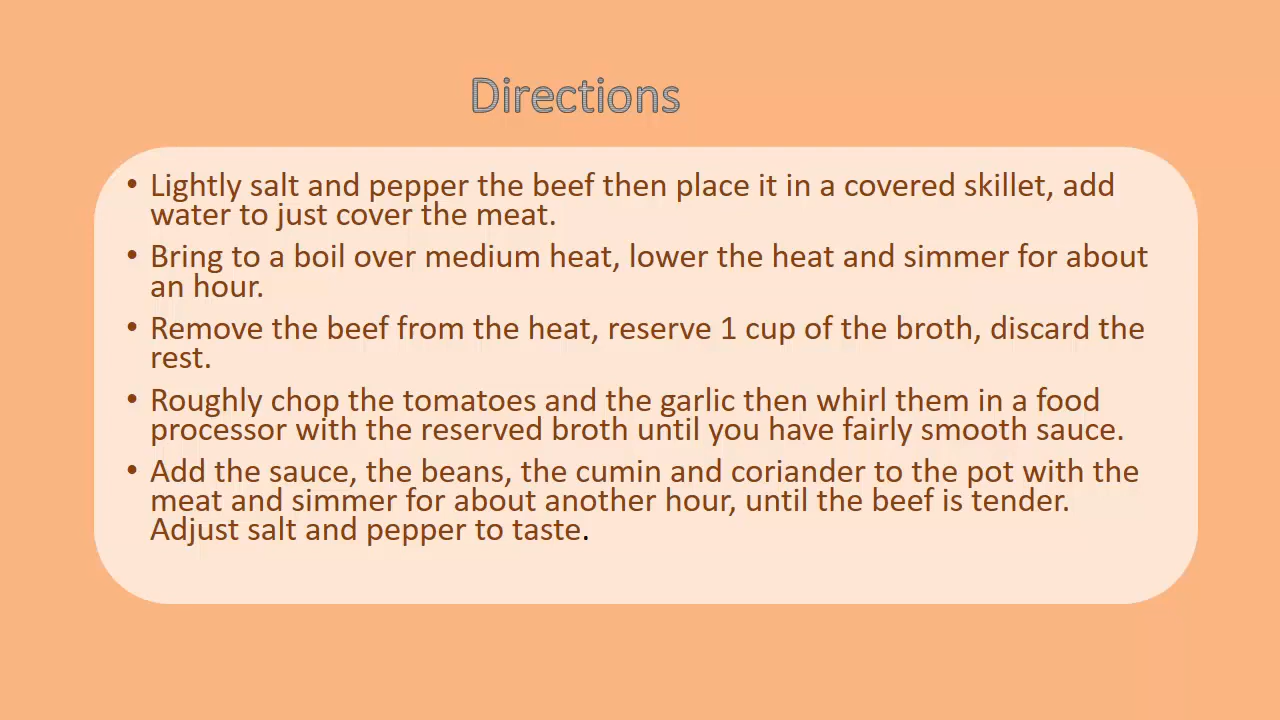 Directions
• Lightly salt and pepper the beef then place it in a covered skillet, add
water to just cover the meat.
• Bring to a boil over medium heat, lower the heat and simmer for about
an hour.
• Remove the beef from the heat, reserve 1 cup of the broth, discard the
rest.
• Roughly chop the tomatoes and the garlic then whirl them in a food
processor with the reserved broth until you have fairly smooth sauce.
• Add the sauce, the beans, the cumin and coriander to the pot with the
meat and simmer for about another hour, until the beef is tender.
Adjust salt and pepper to taste.